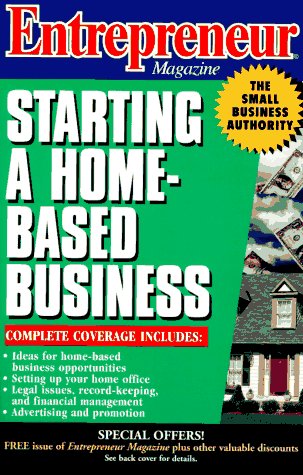 Entrepreneur®
Magazine
THE
SMALL
BUSINESS
AUTHORITY
STARTING
A HOME-
BASED
BUSINESS
COMPLETE COVERAGE INCLUDES:
• Ideas for home-based
business opportunities
• Setting up your home office
• Legal issues, record-keeping,
and financial management
• Advertising and promotion
SPECIAL OFFERS!
FREE issue of Entrepreneur Magazine plus other valuable discounts
See back cover for details.